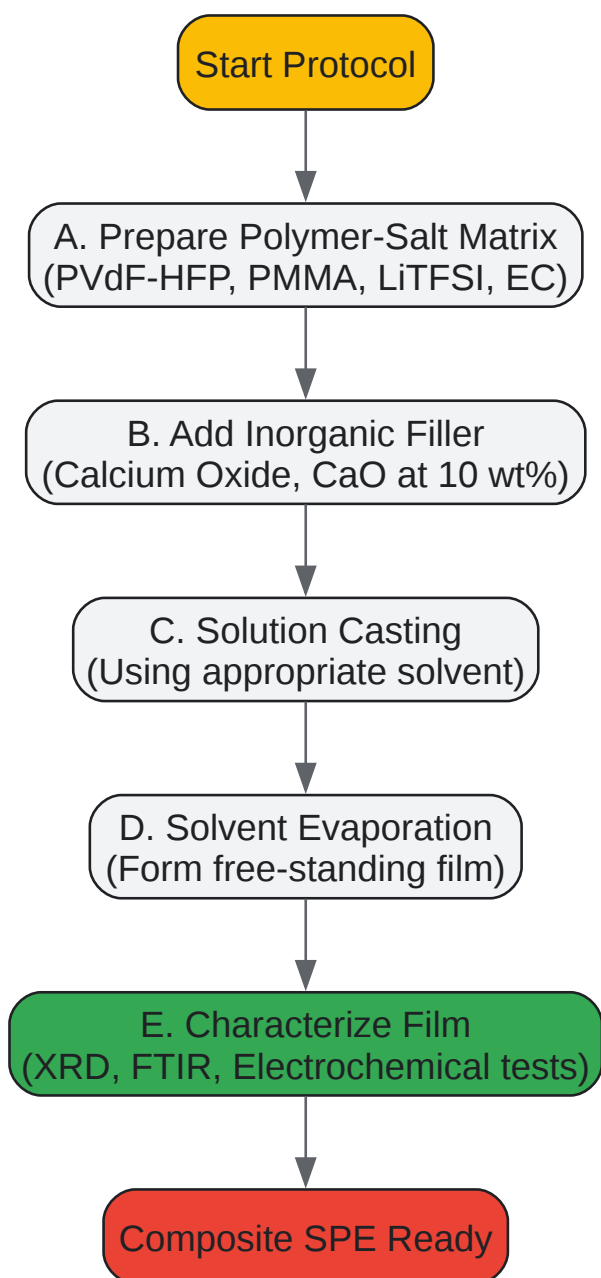 Start Protocol
A. Prepare Polymer-Salt Matrix
(PVdF-HFP, PMMA, LiTFSI, EC)
B. Add Inorganic Filler
(Calcium Oxide, CaO at 10 wt%)
C. Solution Casting
(Using appropriate solvent)
D. Solvent Evaporation
(Form free-standing film)
E. Characterize Film
(XRD, FTIR, Electrochemical tests)
Composite SPE Ready